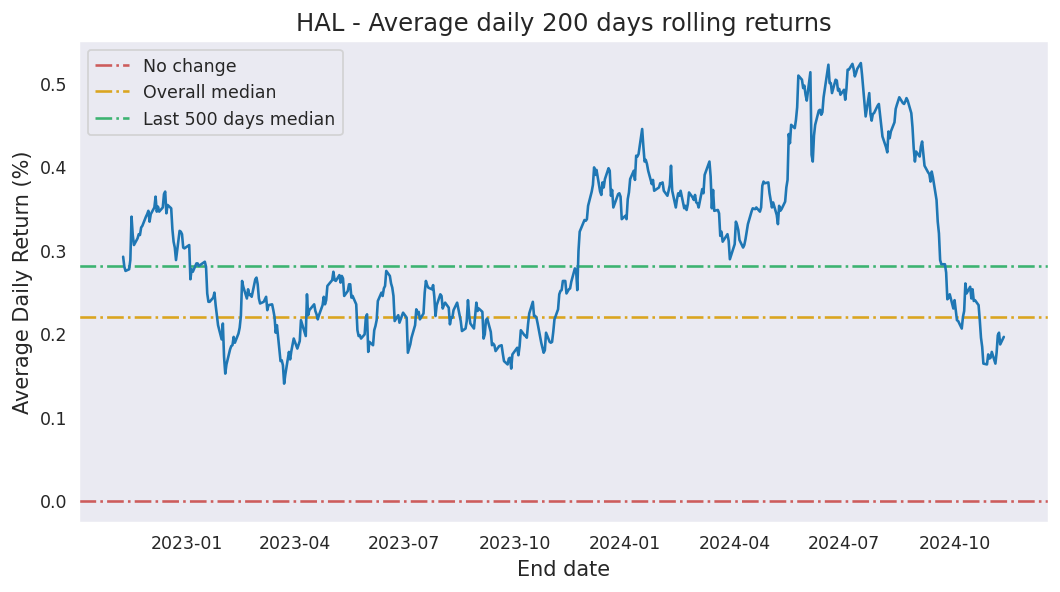 HAL - Average daily 200 days rolling returns
No change
Overall median
Last 500 days median
Average Daily Return (%)
0.5
0.4
0.3
0.2
0.1
0.0
2023-01 2023-04 2023-07 2023-10 2024-01 2024-04 2024-07 2024-10
End date